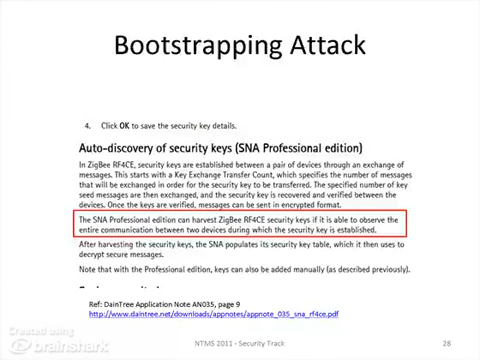 Bootstrapping Attack
4. Click OK to save the security key details.
Auto-discovery of security keys (SNA Professional edition)
In ZigBee RF4CE, security keys are established between a pair of devices through an exchange of
messages. This starts with a Key Exchange Transfer Count, which specifies the number of messages
that will be exchanged in order for the security key to be transferred. The specified number of key
seed messages are then exchanged, and the security key is recovered and verified between the
devices. Once the keys are verified, messages can be sent in encrypted format.
The SNA Professional edition can harvest ZigBee RF4CE security keys if it is able to observe the
entire communication between two devices during which the security key is established.
After harvesting the security keys, the SNA populates its security key table, which it then uses to
decrypt secure messages.
Note that with the Professional edition, keys can also be added manually (as described previously).
Ref: DainTree Application Note AN035, page 9
http://www.daintree.net/downloads/appnotes/appnote_035_sna_rf4ce.pdf
Created using
brainshark
NTMS 2011 - Security Track
28